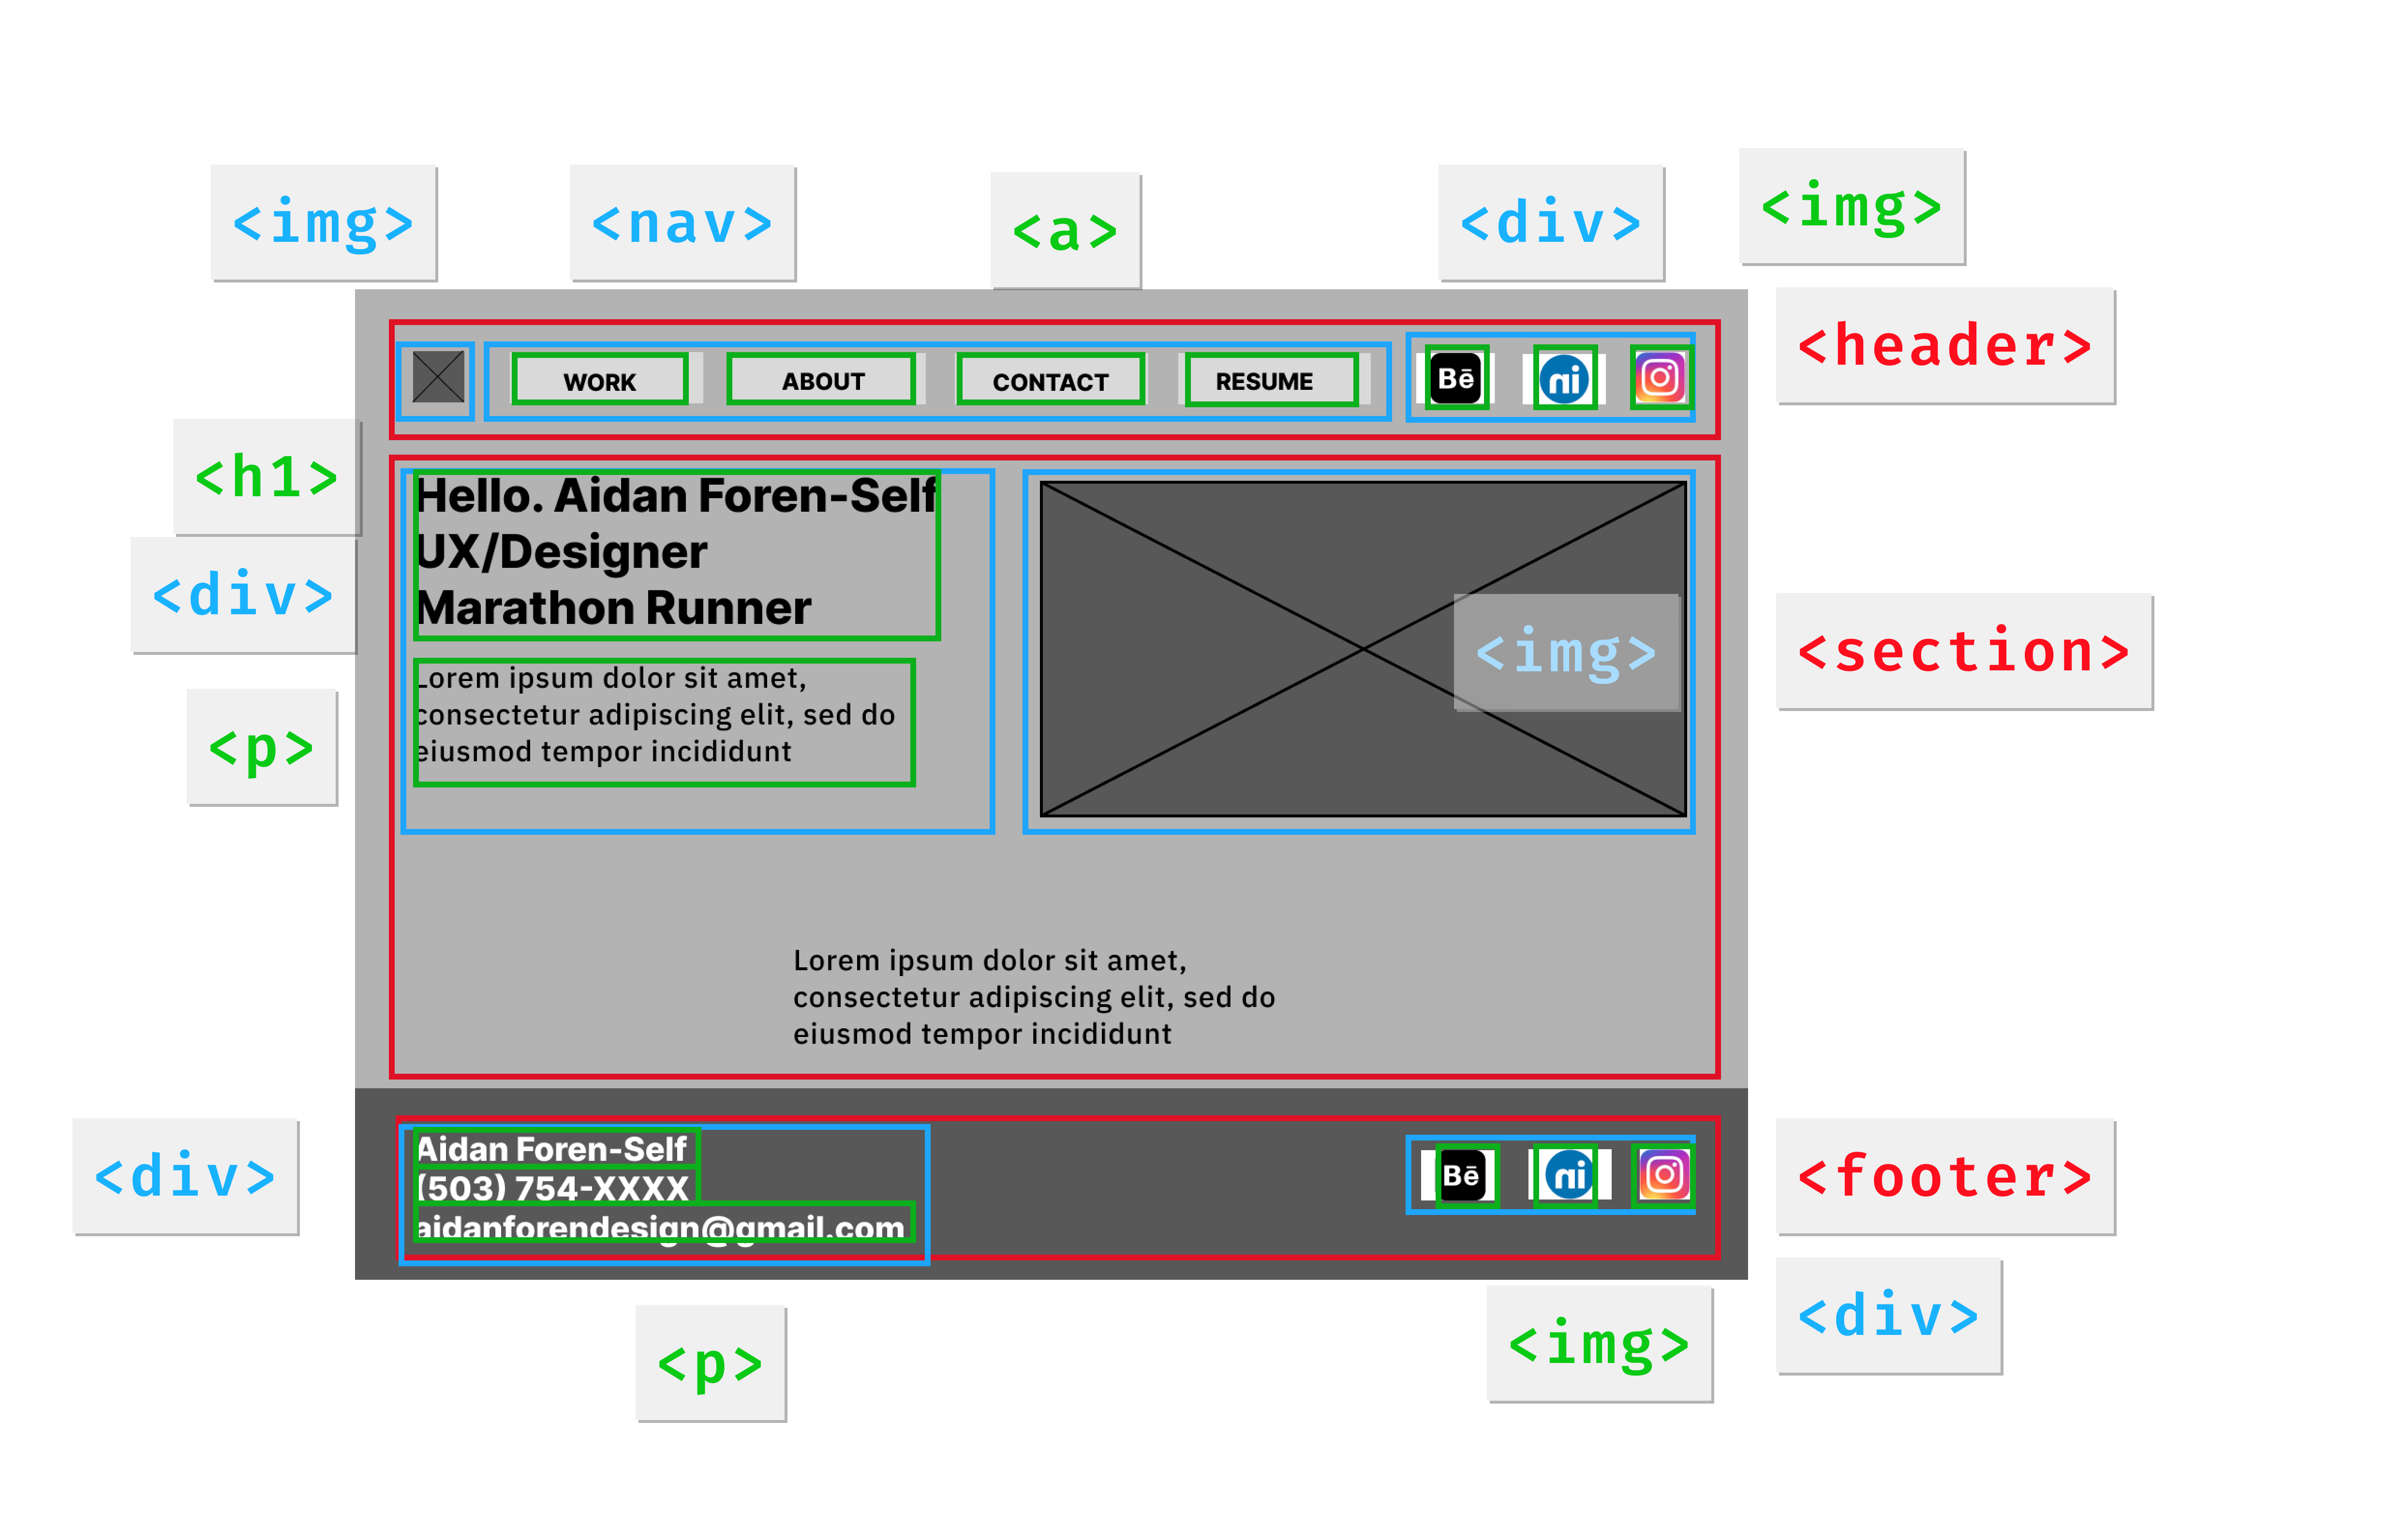 <img>
<nav>
<a>
<div>
<img>
<header>
WORK
ABOUT
CONTACT
RESUME
Bē
<h1>
<div>
<p>
Hello. Aidan Foren-Self
UX/Designer
Marathon Runner
Lorem ipsum dolor sit amet,
consectetur adipiscing elit, sed do
eiusmod tempor incididunt
<img>
<section>
Lorem ipsum dolor sit amet,
consectetur adipiscing elit, sed do
eiusmod tempor incididunt
<div>
Aidan Foren-Self
(503) 754-XXXX
aidanforendesign@gmail.com
Bē
<footer>
<div>
<img>
<p>